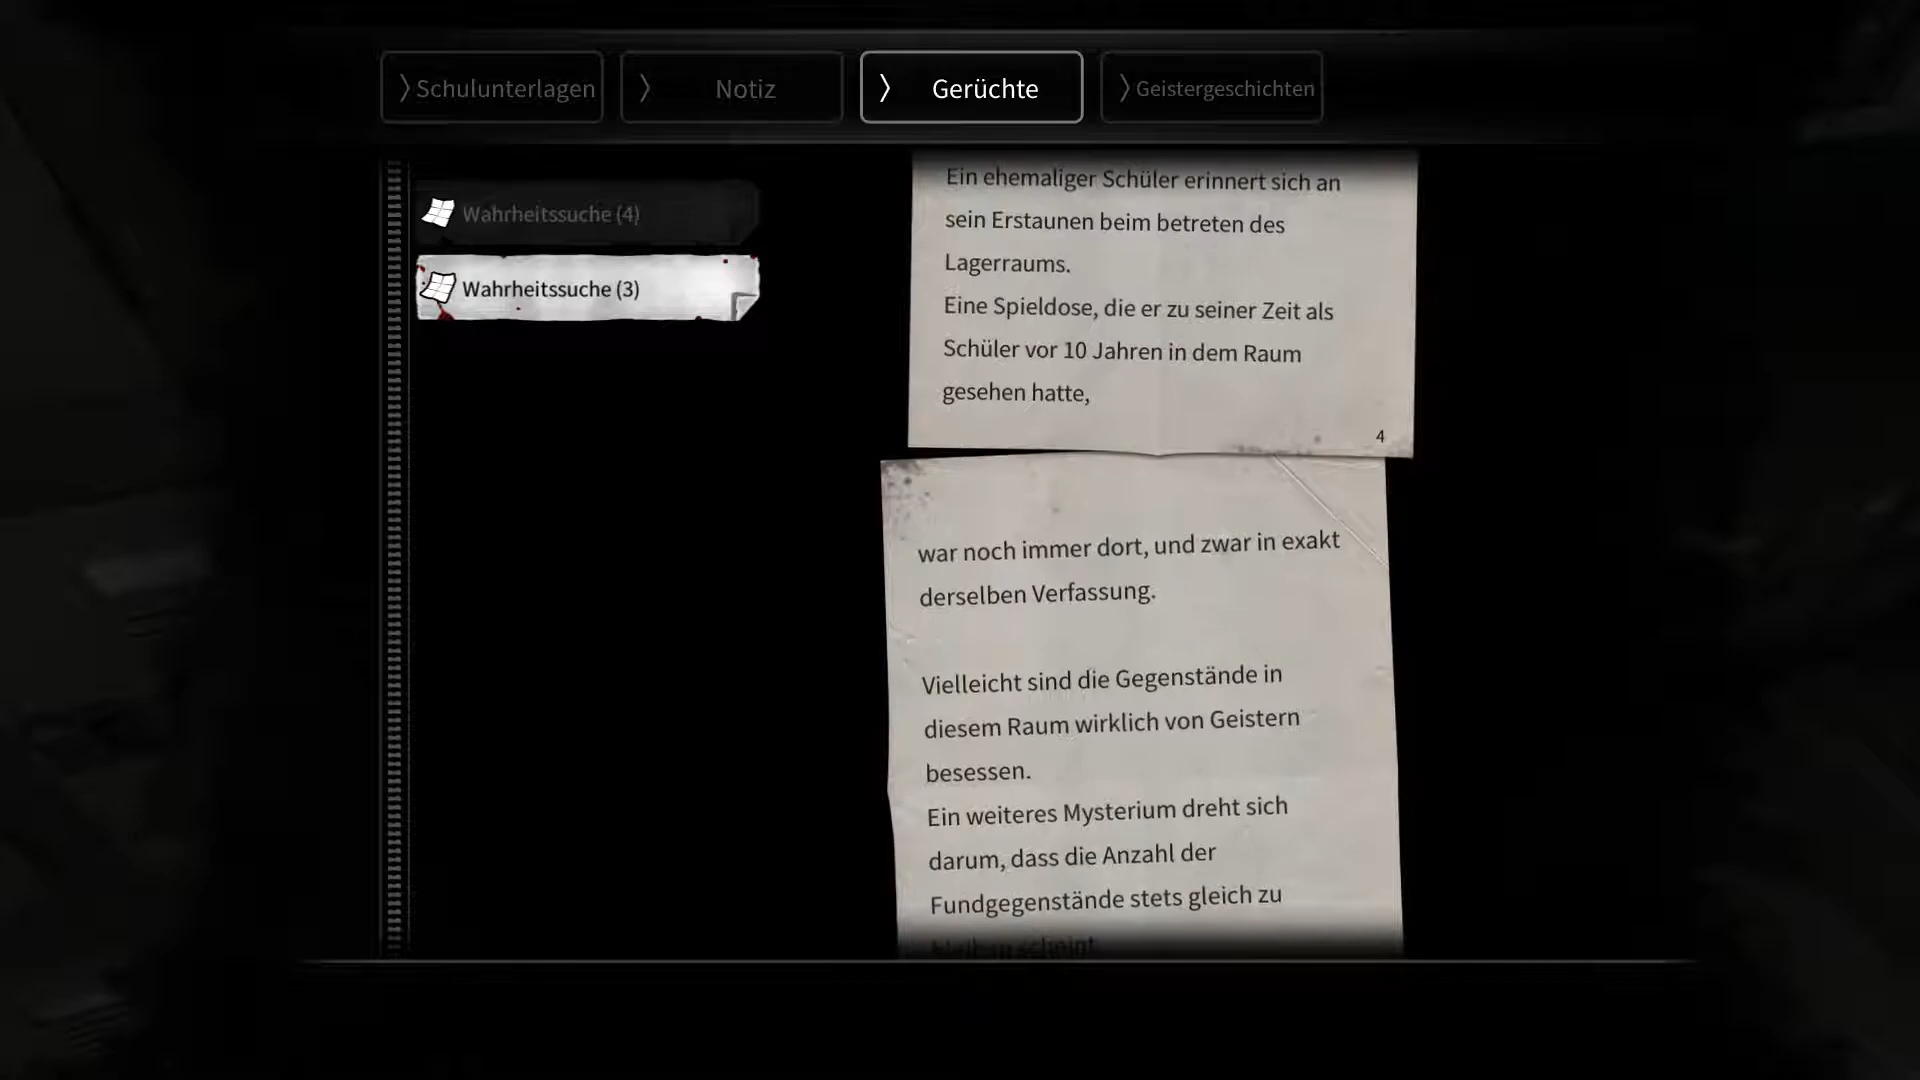 Schulunterlagen
Notiz
Gerüchte
Geistergeschichten
Wahrheitssuche (4)
Wahrheitssuche (3)
Ein ehemaliger Schüler erinnert sich an
sein Erstaunen beim betreten des
Lagerraums.
Eine Spieldose, die er zu seiner Zeit als
Schüler vor 10 Jahren in dem Raum
gesehen hatte,
4
war noch immer dort, und zwar in exakt
derselben Verfassung.
Vielleicht sind die Gegenstände in
diesem Raum wirklich von Geistern
besessen.
Ein weiteres Mysterium dreht sich
darum, dass die Anzahl der
Fundgegenstände stets gleich zu
bleiben scheint.